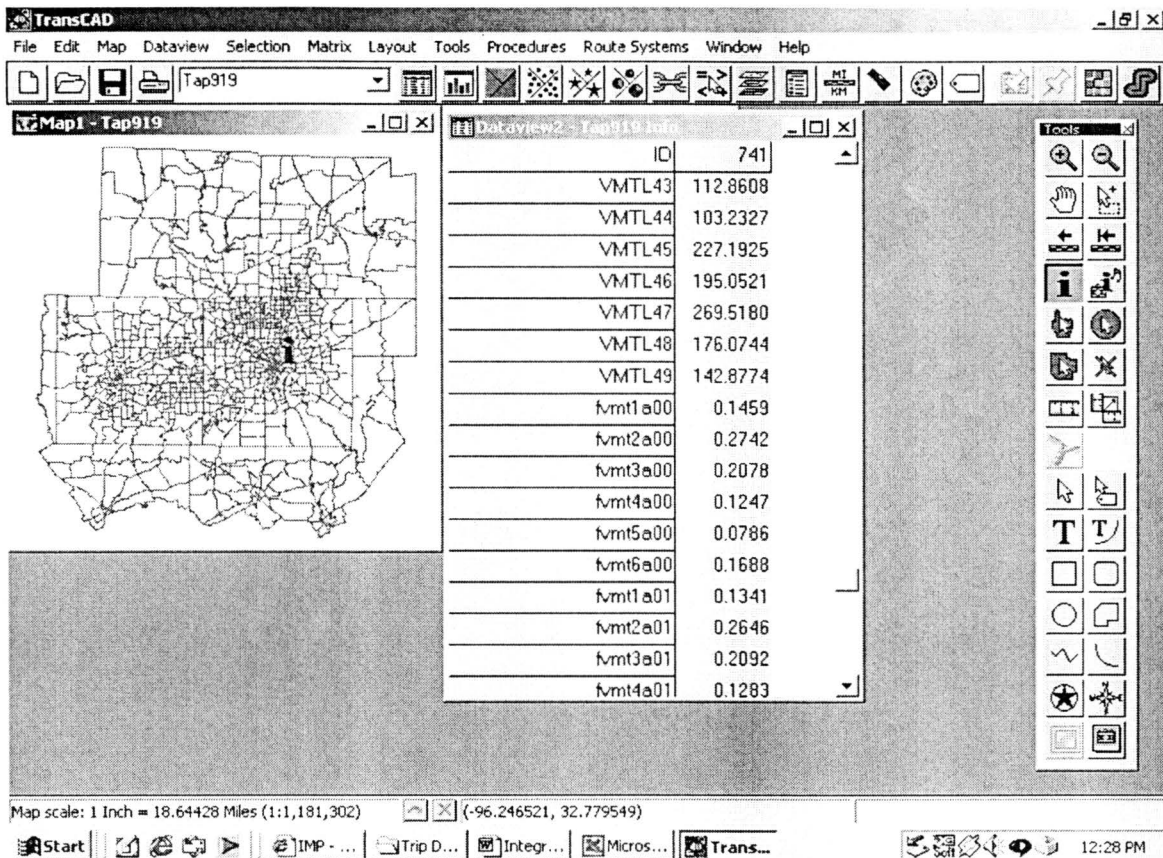 TransCAD
File Edit Map Dataview Selection Matrix Layout Tools Procedures Route Systems Window Help
Tap919
MI
KM
Map1 - Tap919
Dataview2 - Tap919 Info
Tools
ID 741
VMTL43 112.8608
VMTL44 103.2327
VMTL45 227.1925
VMTL46 195.0521
VMTL47 269.5180
VMTL48 176.0744
VMTL49 142.8774
fvmt1a00 0.1459
fvmt2a00 0.2742
fvmt3a00 0.2078
fvmt4a00 0.1247
fvmt5a00 0.0786
fvmt6a00 0.1688
fvmt1a01 0.1341
fvmt2a01 0.2646
fvmt3a01 0.2092
fvmt4a01 0.1283
Map scale: 1 Inch = 18.64428 Miles (1:1,181,302) (-96.246521, 32.779549)
Start IMP - ... Trip D... Integr... Micros... Trans... 12:28 PM